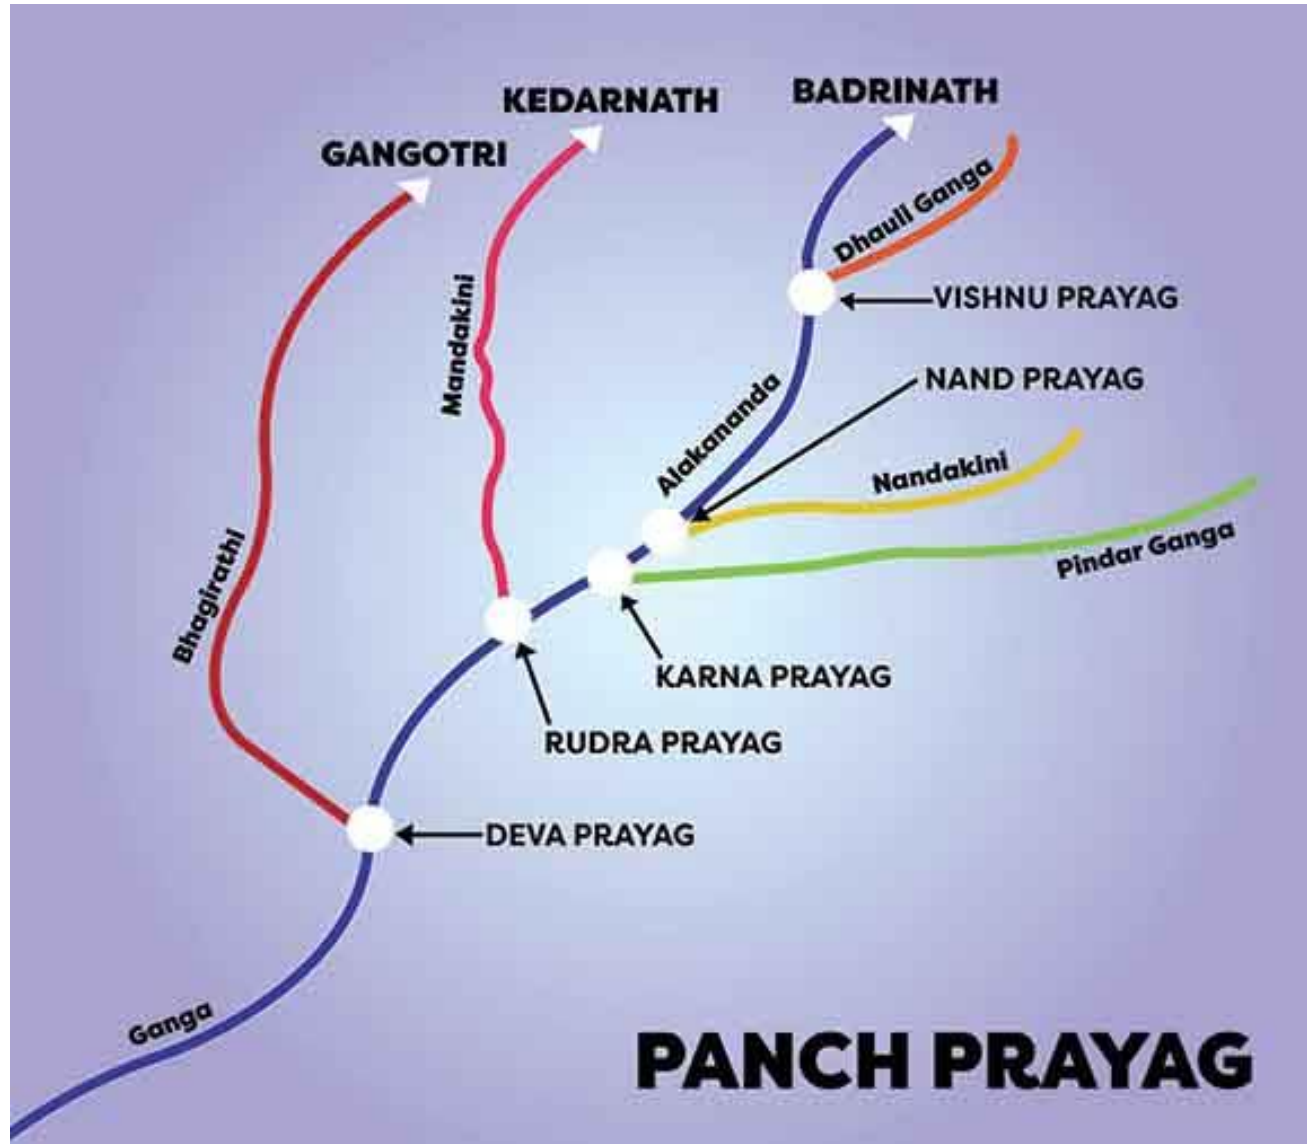 BADRINATH
KEDARNATH
GANGOTRI
Dhauli Ganga
Mandakini
VISHNU PRAYAG
NAND PRAYAG
Alakananda
Nandakini
Pindar Ganga
Bhagirathi
KARNA PRAYAG
RUDRA PRAYAG
DEVA PRAYAG
Ganga
PANCH PRAYAG